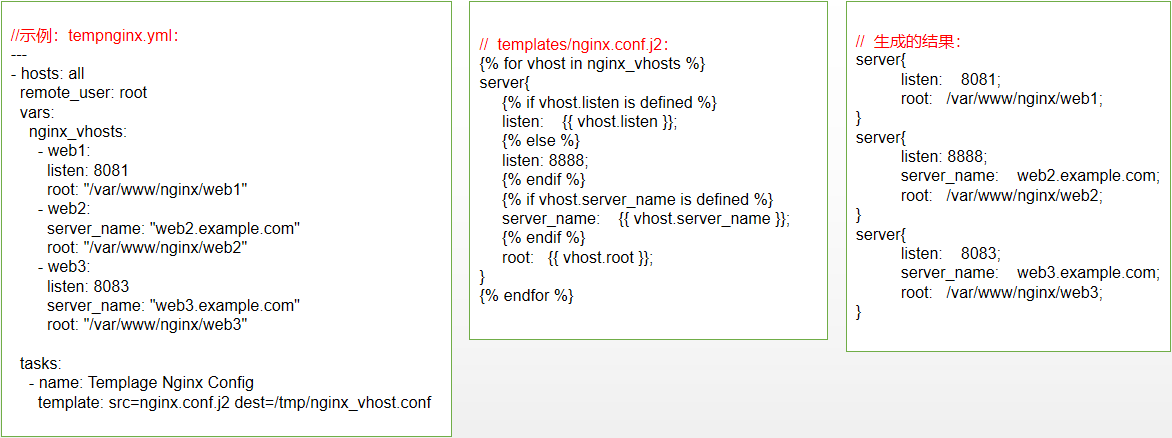 //示例：tempnginx.yml：
---
- hosts: all
  remote_user: root
  vars:
    nginx_vhosts:
      - web1:
        listen: 8081
        root: "/var/www/nginx/web1"
      - web2:
        server_name: "web2.example.com"
        root: "/var/www/nginx/web2"
      - web3:
        listen: 8083
        server_name: "web3.example.com"
        root: "/var/www/nginx/web3"
  tasks:
    - name: Templage Nginx Config
      template: src=nginx.conf.j2 dest=/tmp/nginx_vhost.conf
// templates/nginx.conf.j2：
{% for vhost in nginx_vhosts %}
server{
     {% if vhost.listen is defined %}
     listen:    {{ vhost.listen }};
     {% else %}
     listen: 8888;
     {% endif %}
     {% if vhost.server_name is defined %}
     server_name:    {{ vhost.server_name }};
     {% endif %}
     root:   {{ vhost.root }};
}
{% endfor %}
// 生成的结果：
server{
          listen:    8081;
          root:   /var/www/nginx/web1;
}
server{
          listen: 8888;
          server_name:    web2.example.com;
          root:   /var/www/nginx/web2;
}
server{
          listen:    8083;
          server_name:    web3.example.com;
          root:   /var/www/nginx/web3;
}